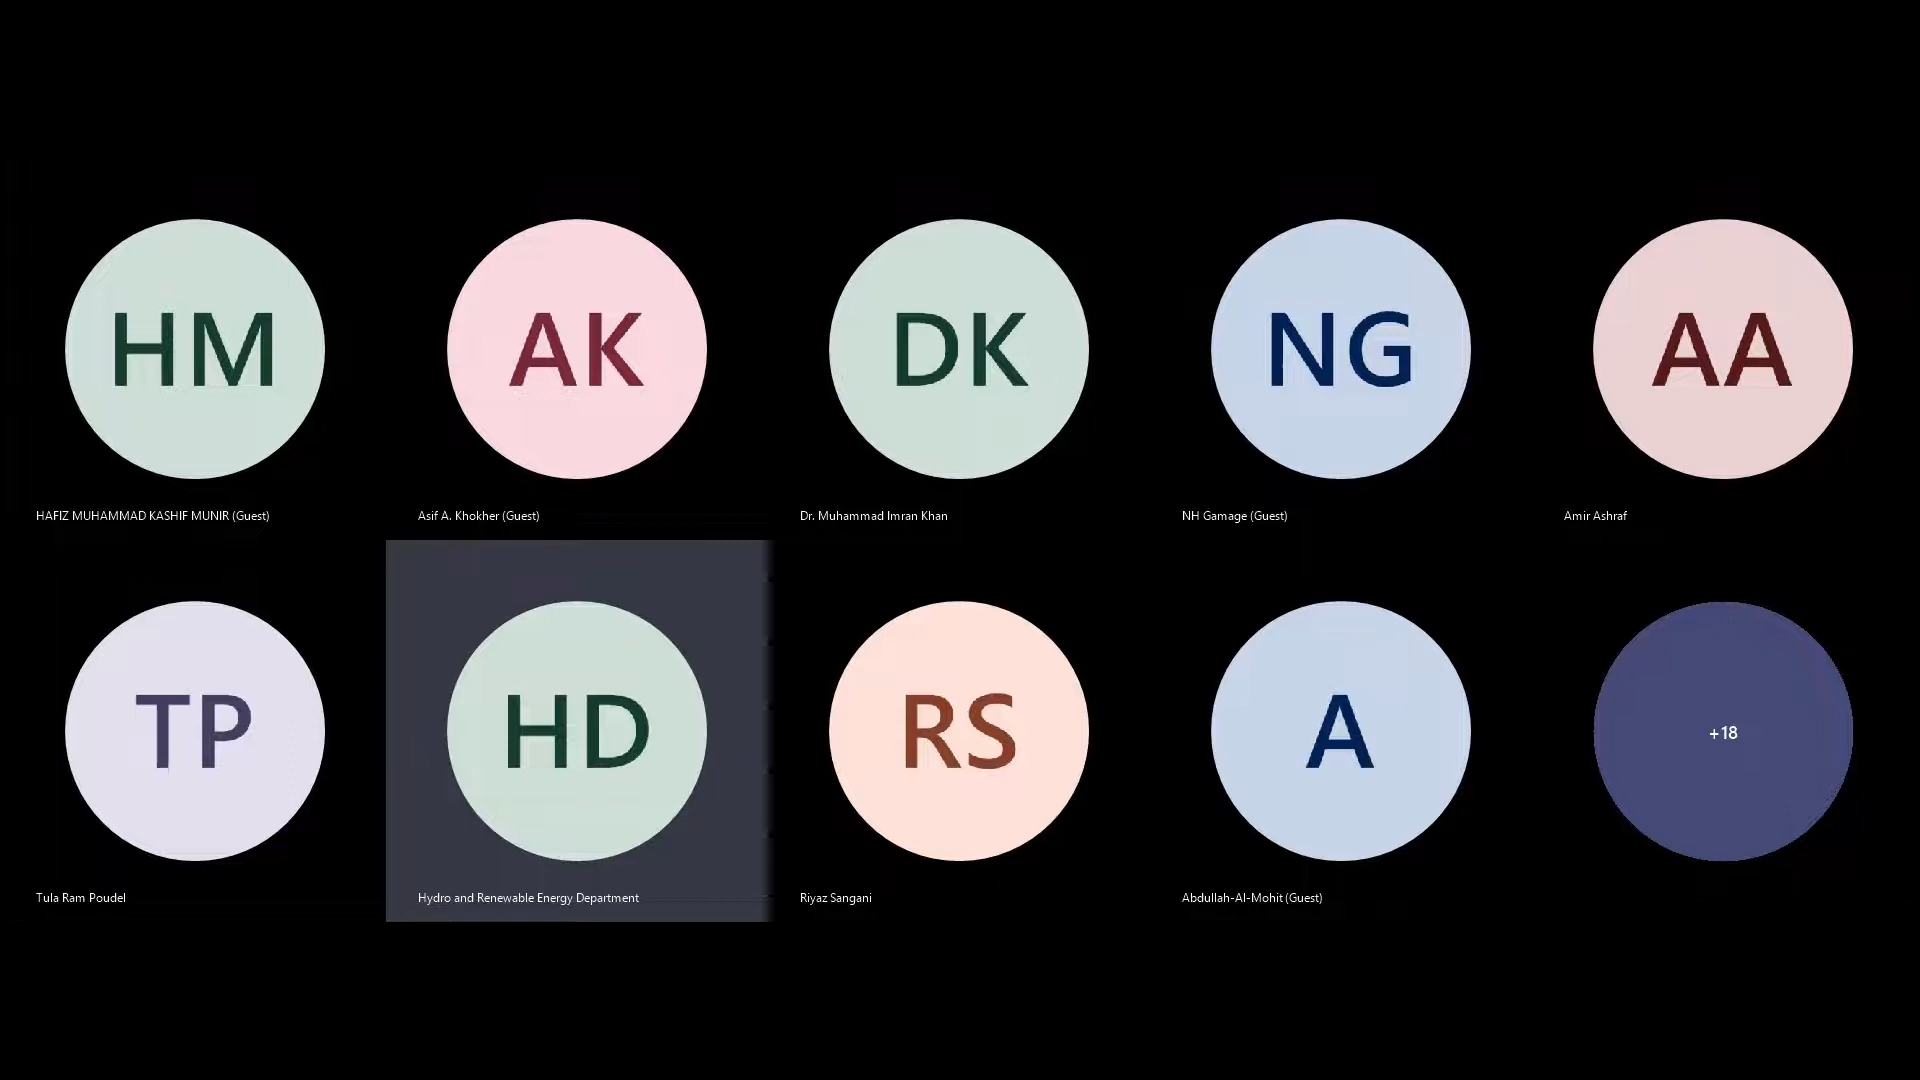 HM
AK
DK
NG
AA
HAFIZ MUHAMMAD KASHIF MUNIR (Guest)
Asif A. Khokher (Guest)
Dr. Muhammad Imran Khan
NH Gamage (Guest)
Amir Ashraf
TP
HD
RS
A
+18
Tula Ram Poudel
Hydro and Renewable Energy Department
Riyaz Sangani
Abdullah-Al-Mohit (Guest)